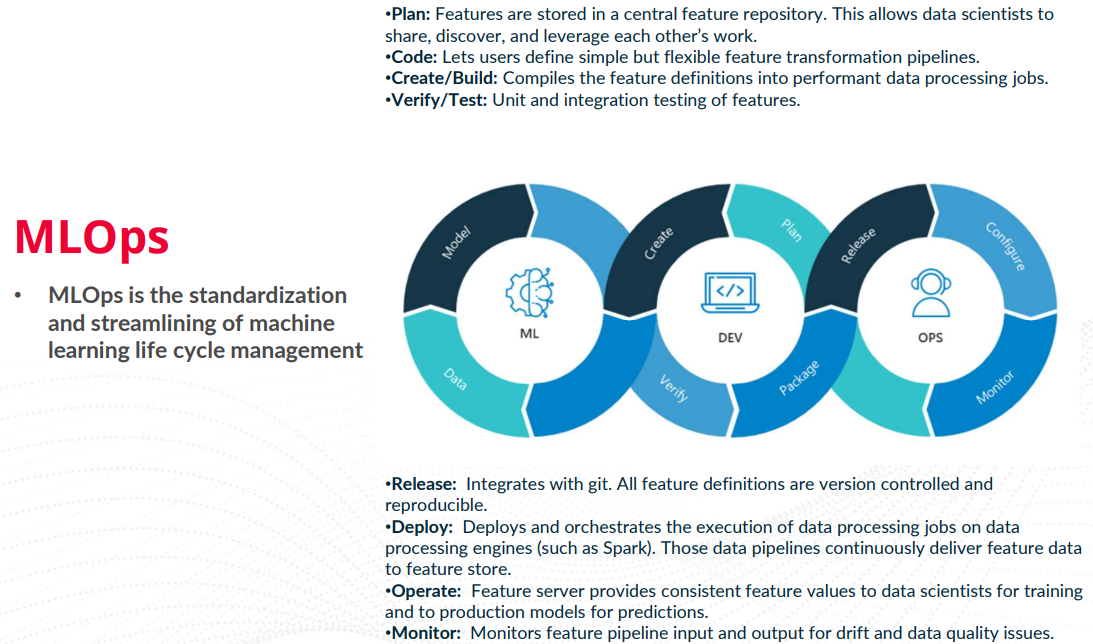 •Plan: Features are stored in a central feature repository. This allows data scientists to
share, discover, and leverage each other’s work.
•Code: Lets users define simple but flexible feature transformation pipelines.
•Create/Build: Compiles the feature definitions into performant data processing jobs.
•Verify/Test: Unit and integration testing of features.
MLOps
• MLOps is the standardization
and streamlining of machine
learning life cycle management
Model
Data
ML
Create
Plan
Verify
Package
DEV
Release
Configure
Monitor
OPS
•Release: Integrates with git. All feature definitions are version controlled and
reproducible.
•Deploy: Deploys and orchestrates the execution of data processing jobs on data
processing engines (such as Spark). Those data pipelines continuously deliver feature data
to feature store.
•Operate: Feature server provides consistent feature values to data scientists for training
and to production models for predictions.
•Monitor: Monitors feature pipeline input and output for drift and data quality issues.